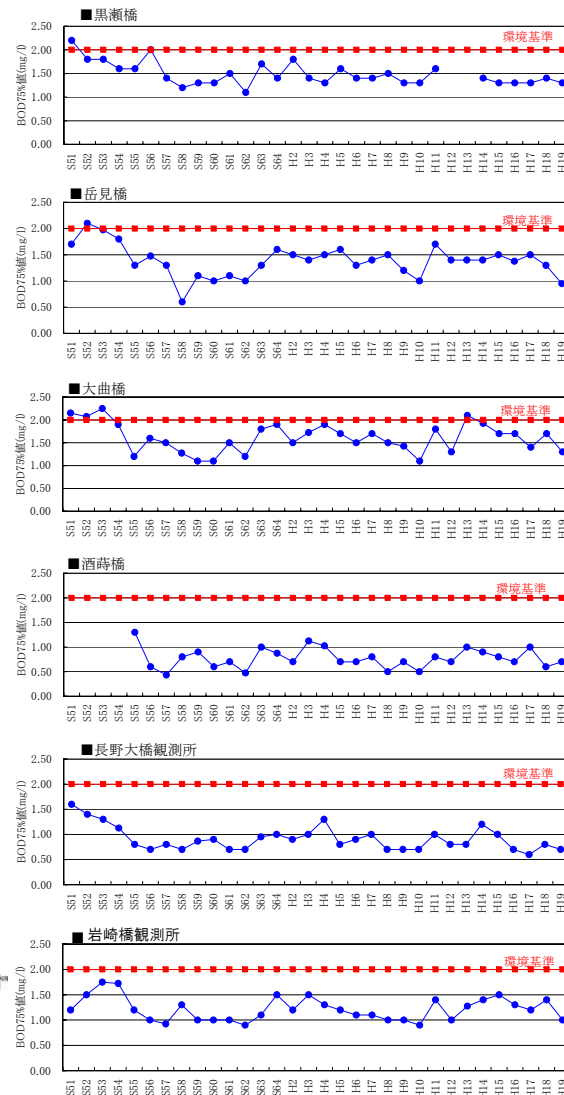 ■黒瀬橋
環境基準
BOD75%値(mg/l)
2.50
2.00
1.50
1.00
0.50
0.00
S51 S52 S53 S54 S55 S56 S57 S58 S59 S60 S61 S62 S63 S64 H2 H3 H4 H5 H6 H7 H8 H9 H10 H11 H12 H13 H14 H15 H16 H17 H18 H19
■岳見橋
環境基準
BOD75%値(mg/l)
2.50
2.00
1.50
1.00
0.50
0.00
S51 S52 S53 S54 S55 S56 S57 S58 S59 S60 S61 S62 S63 S64 H2 H3 H4 H5 H6 H7 H8 H9 H10 H11 H12 H13 H14 H15 H16 H17 H18 H19
■大曲橋
環境基準
BOD75%値(mg/l)
2.50
2.00
1.50
1.00
0.50
0.00
S51 S52 S53 S54 S55 S56 S57 S58 S59 S60 S61 S62 S63 S64 H2 H3 H4 H5 H6 H7 H8 H9 H10 H11 H12 H13 H14 H15 H16 H17 H18 H19
■酒蒔橋
環境基準
BOD75%値(mg/l)
2.50
2.00
1.50
1.00
0.50
0.00
S51 S52 S53 S54 S55 S56 S57 S58 S59 S60 S61 S62 S63 S64 H2 H3 H4 H5 H6 H7 H8 H9 H10 H11 H12 H13 H14 H15 H16 H17 H18 H19
■長野大橋観測所
環境基準
BOD75%値(mg/l)
2.50
2.00
1.50
1.00
0.50
0.00
S51 S52 S53 S54 S55 S56 S57 S58 S59 S60 S61 S62 S63 S64 H2 H3 H4 H5 H6 H7 H8 H9 H10 H11 H12 H13 H14 H15 H16 H17 H18 H19
■岩崎橋観測所
環境基準
BOD75%値(mg/l)
2.50
2.00
1.50
1.00
0.50
0.00
S51 S52 S53 S54 S55 S56 S57 S58 S59 S60 S61 S62 S63 S64 H2 H3 H4 H5 H6 H7 H8 H9 H10 H11 H12 H13 H14 H15 H16 H17 H18 H19